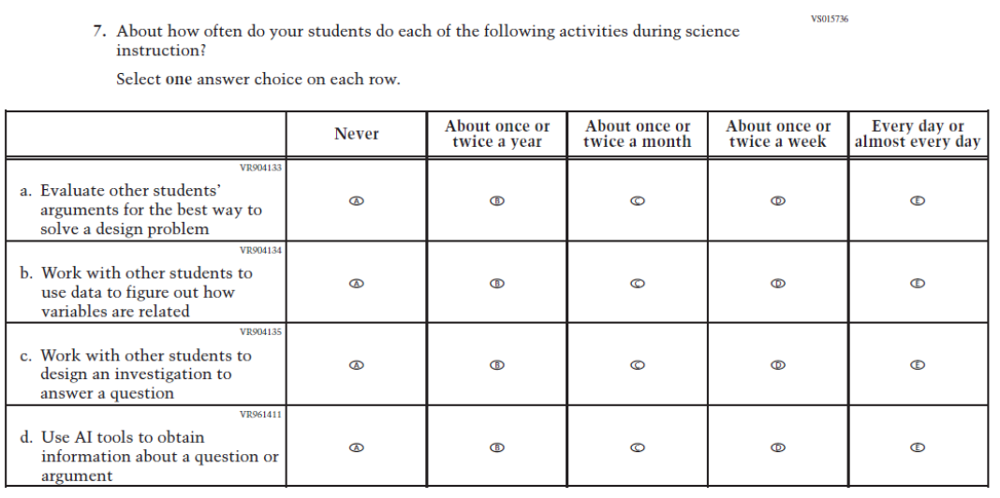 VS015736
7. About how often do your students do each of the following activities during science
instruction?
Select one answer choice on each row.
Never
About once or
twice a year
About once or
twice a month
About once or
twice a week
Every day or
almost every day
VR904133
a. Evaluate other students’
arguments for the best way to
solve a design problem
A B C D E
VR904134
b. Work with other students to
use data to figure out how
variables are related
A B C D E
VR904135
c. Work with other students to
design an investigation to
answer a question
A B C D E
VR961411
d. Use AI tools to obtain
information about a question or
argument
A B C D E